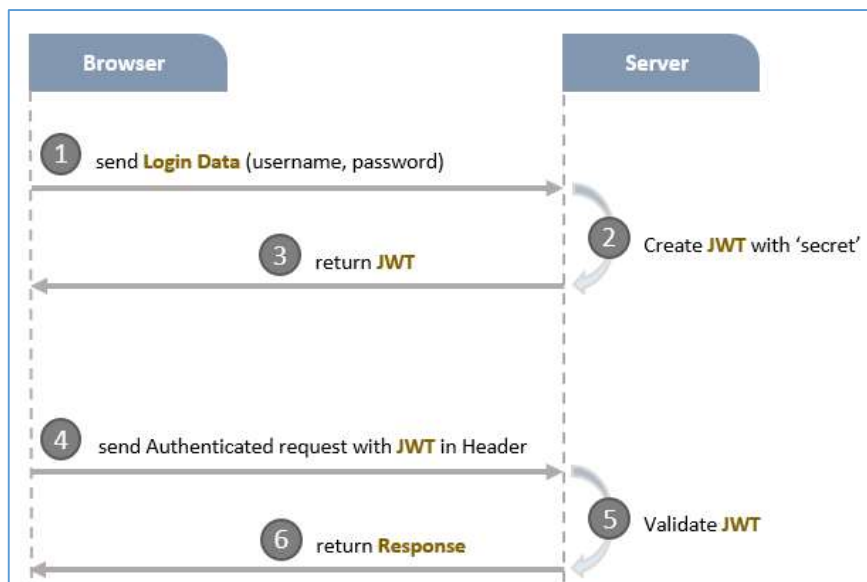 Browser
Server
1 send Login Data (username, password)
2 Create JWT with ‘secret’
3 return JWT
4 send Authenticated request with JWT in Header
5 Validate JWT
6 return Response